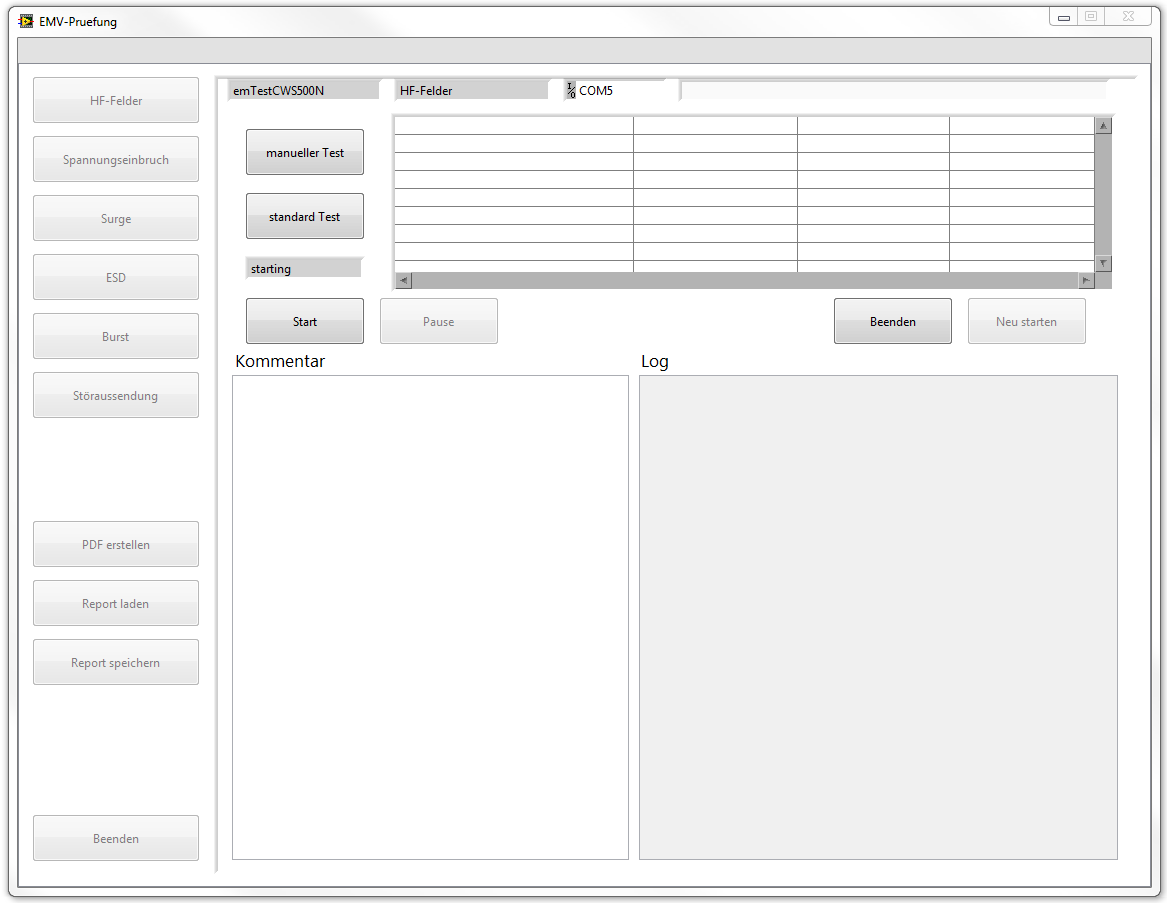 EMV-Pruefung
HF-Felder
Spannungseinbruch
Surge
ESD
Burst
Störaussendung
PDF erstellen
Report laden
Report speichern
Beenden
emTestCWS500N
HF-Felder
I/O COM5
manueller Test
standard Test
starting
Start
Pause
Beenden
Neu starten
Kommentar
Log